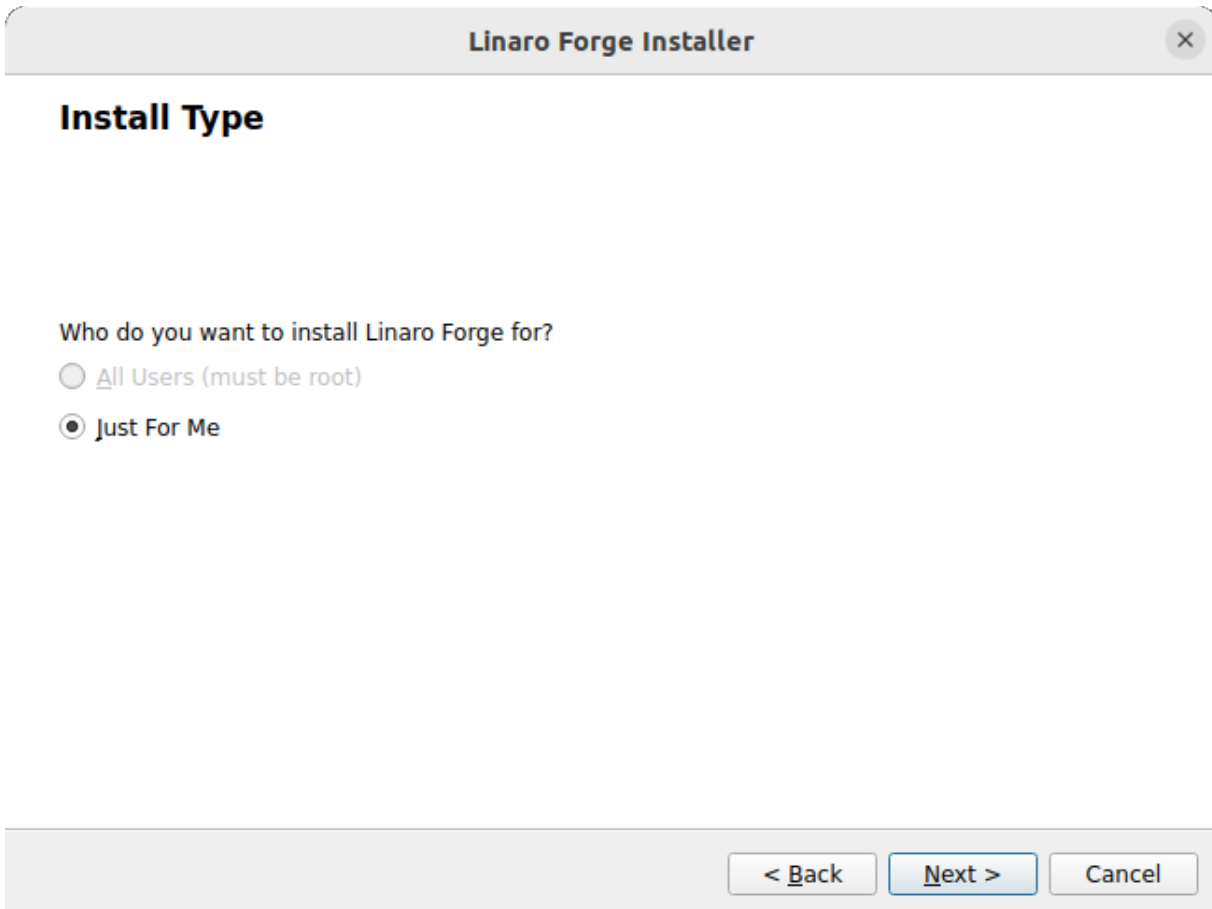 Linaro Forge Installer
Install Type
Who do you want to install Linaro Forge for?
All Users (must be root)
Just For Me
< Back
Next >
Cancel